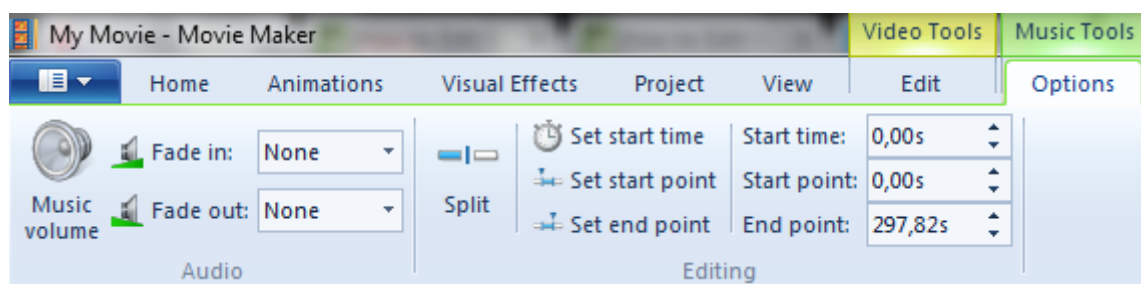 My Movie - Movie Maker
Video Tools
Music Tools
Home
Animations
Visual Effects
Project
View
Edit
Options
Music
volume
Fade in:
None
Fade out:
None
Split
Set start time
Set start point
Set end point
Start time:
0,00s
Start point:
0,00s
End point:
297,82s
Audio
Editing